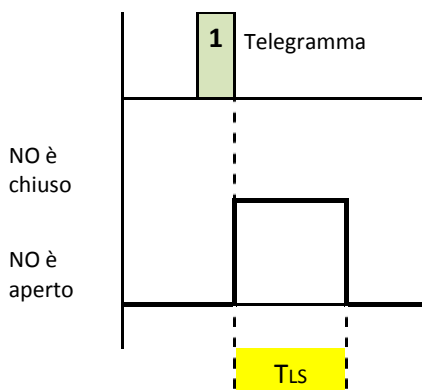 1 Telegramma
NO è
chiuso
NO è
aperto
TLS